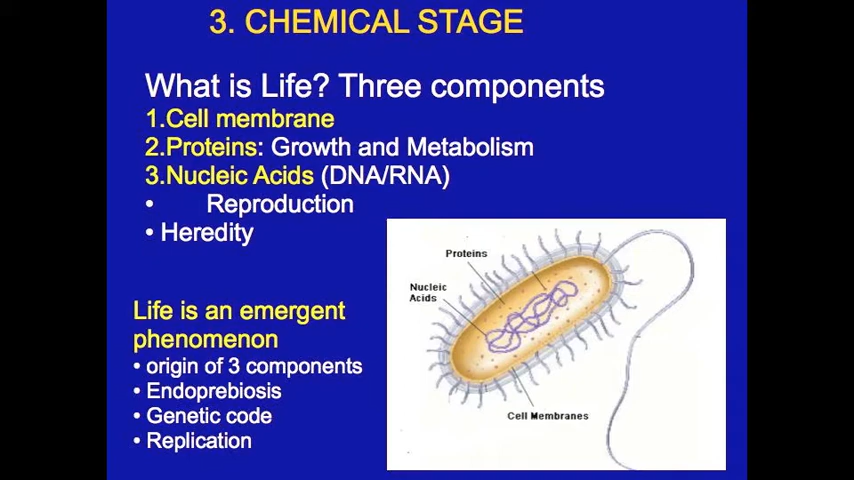 3. CHEMICAL STAGE
What is Life? Three components
1.Cell membrane
2.Proteins: Growth and Metabolism
3.Nucleic Acids (DNA/RNA)
• Reproduction
• Heredity
Life is an emergent
phenomenon
• origin of 3 components
• Endoprebiosis
• Genetic code
• Replication
Proteins
Nucleic
Acids
Cell Membranes